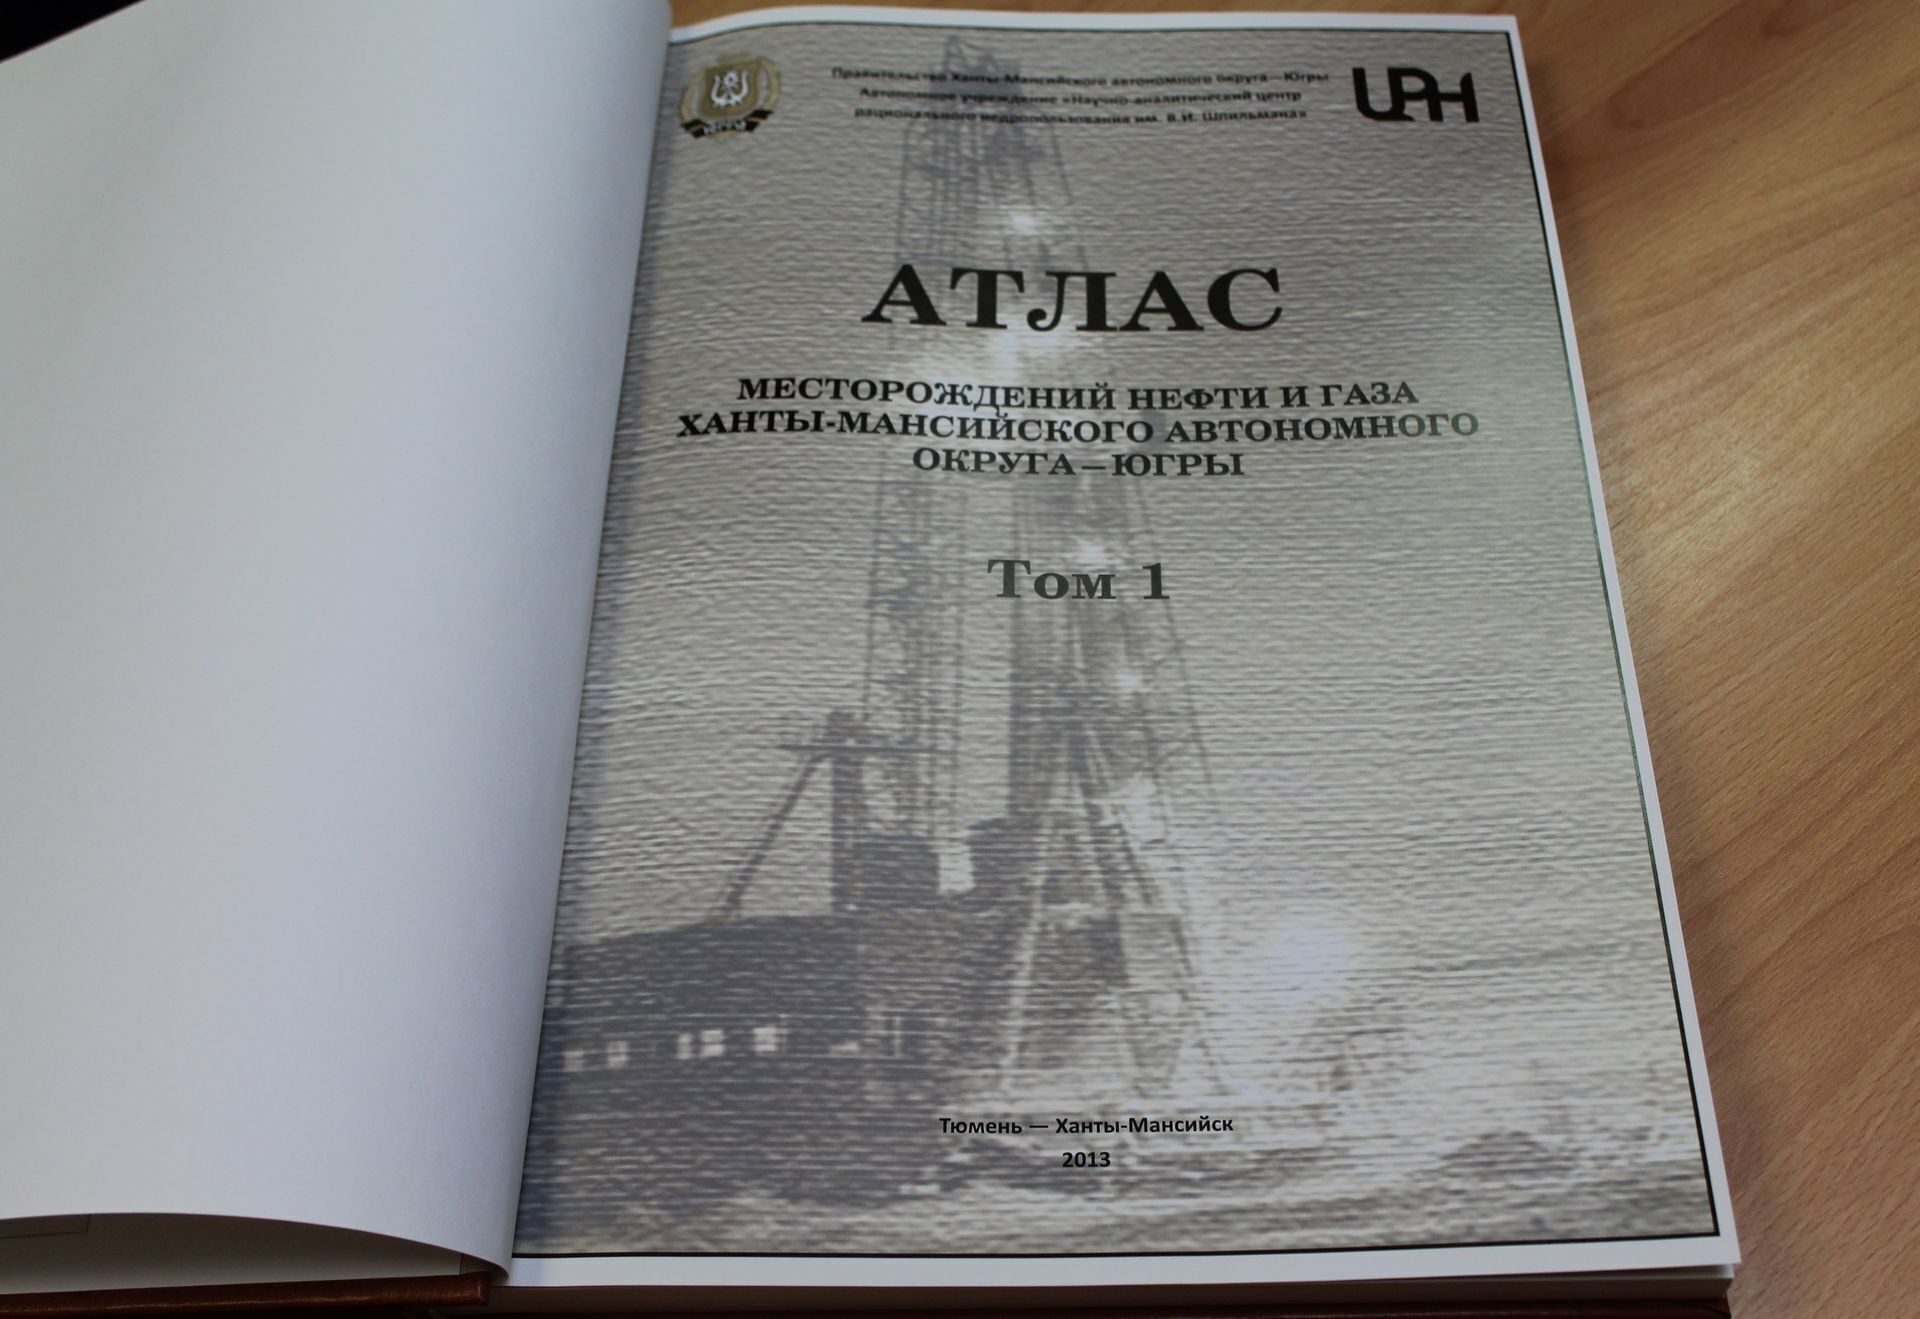 Правительство Ханты-Мансийского автономного округа—Югры
Автономное учреждение «Научно-аналитический центр
рационального недропользования им. В.И. Шпильмана»
ЦРН
АТЛАС
МЕСТОРОЖДЕНИЙ НЕФТИ И ГАЗА
ХАНТЫ-МАНСИЙСКОГО АВТОНОМНОГО
ОКРУГА—ЮГРЫ
Том 1
Тюмень — Ханты-Мансийск
2013